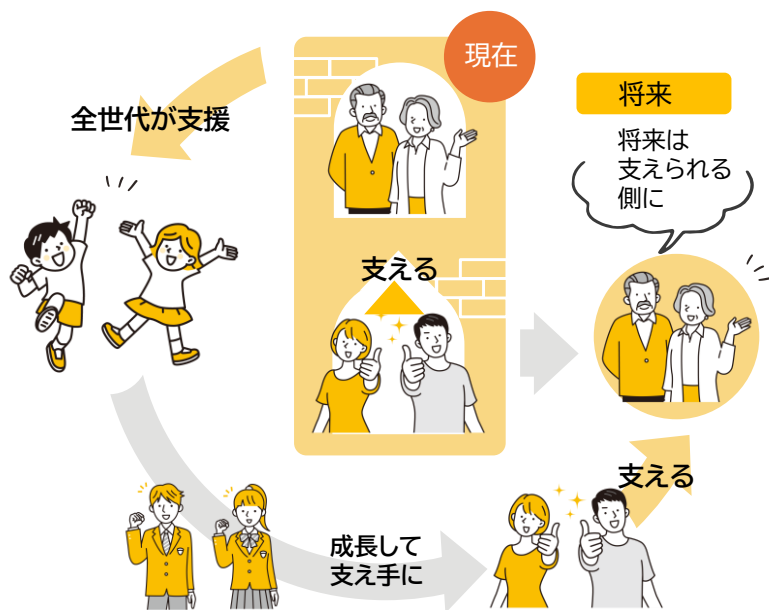 現在
全世代が支援
将来
将来は
支えられる
側に
支える
支える
成長して
支え手に